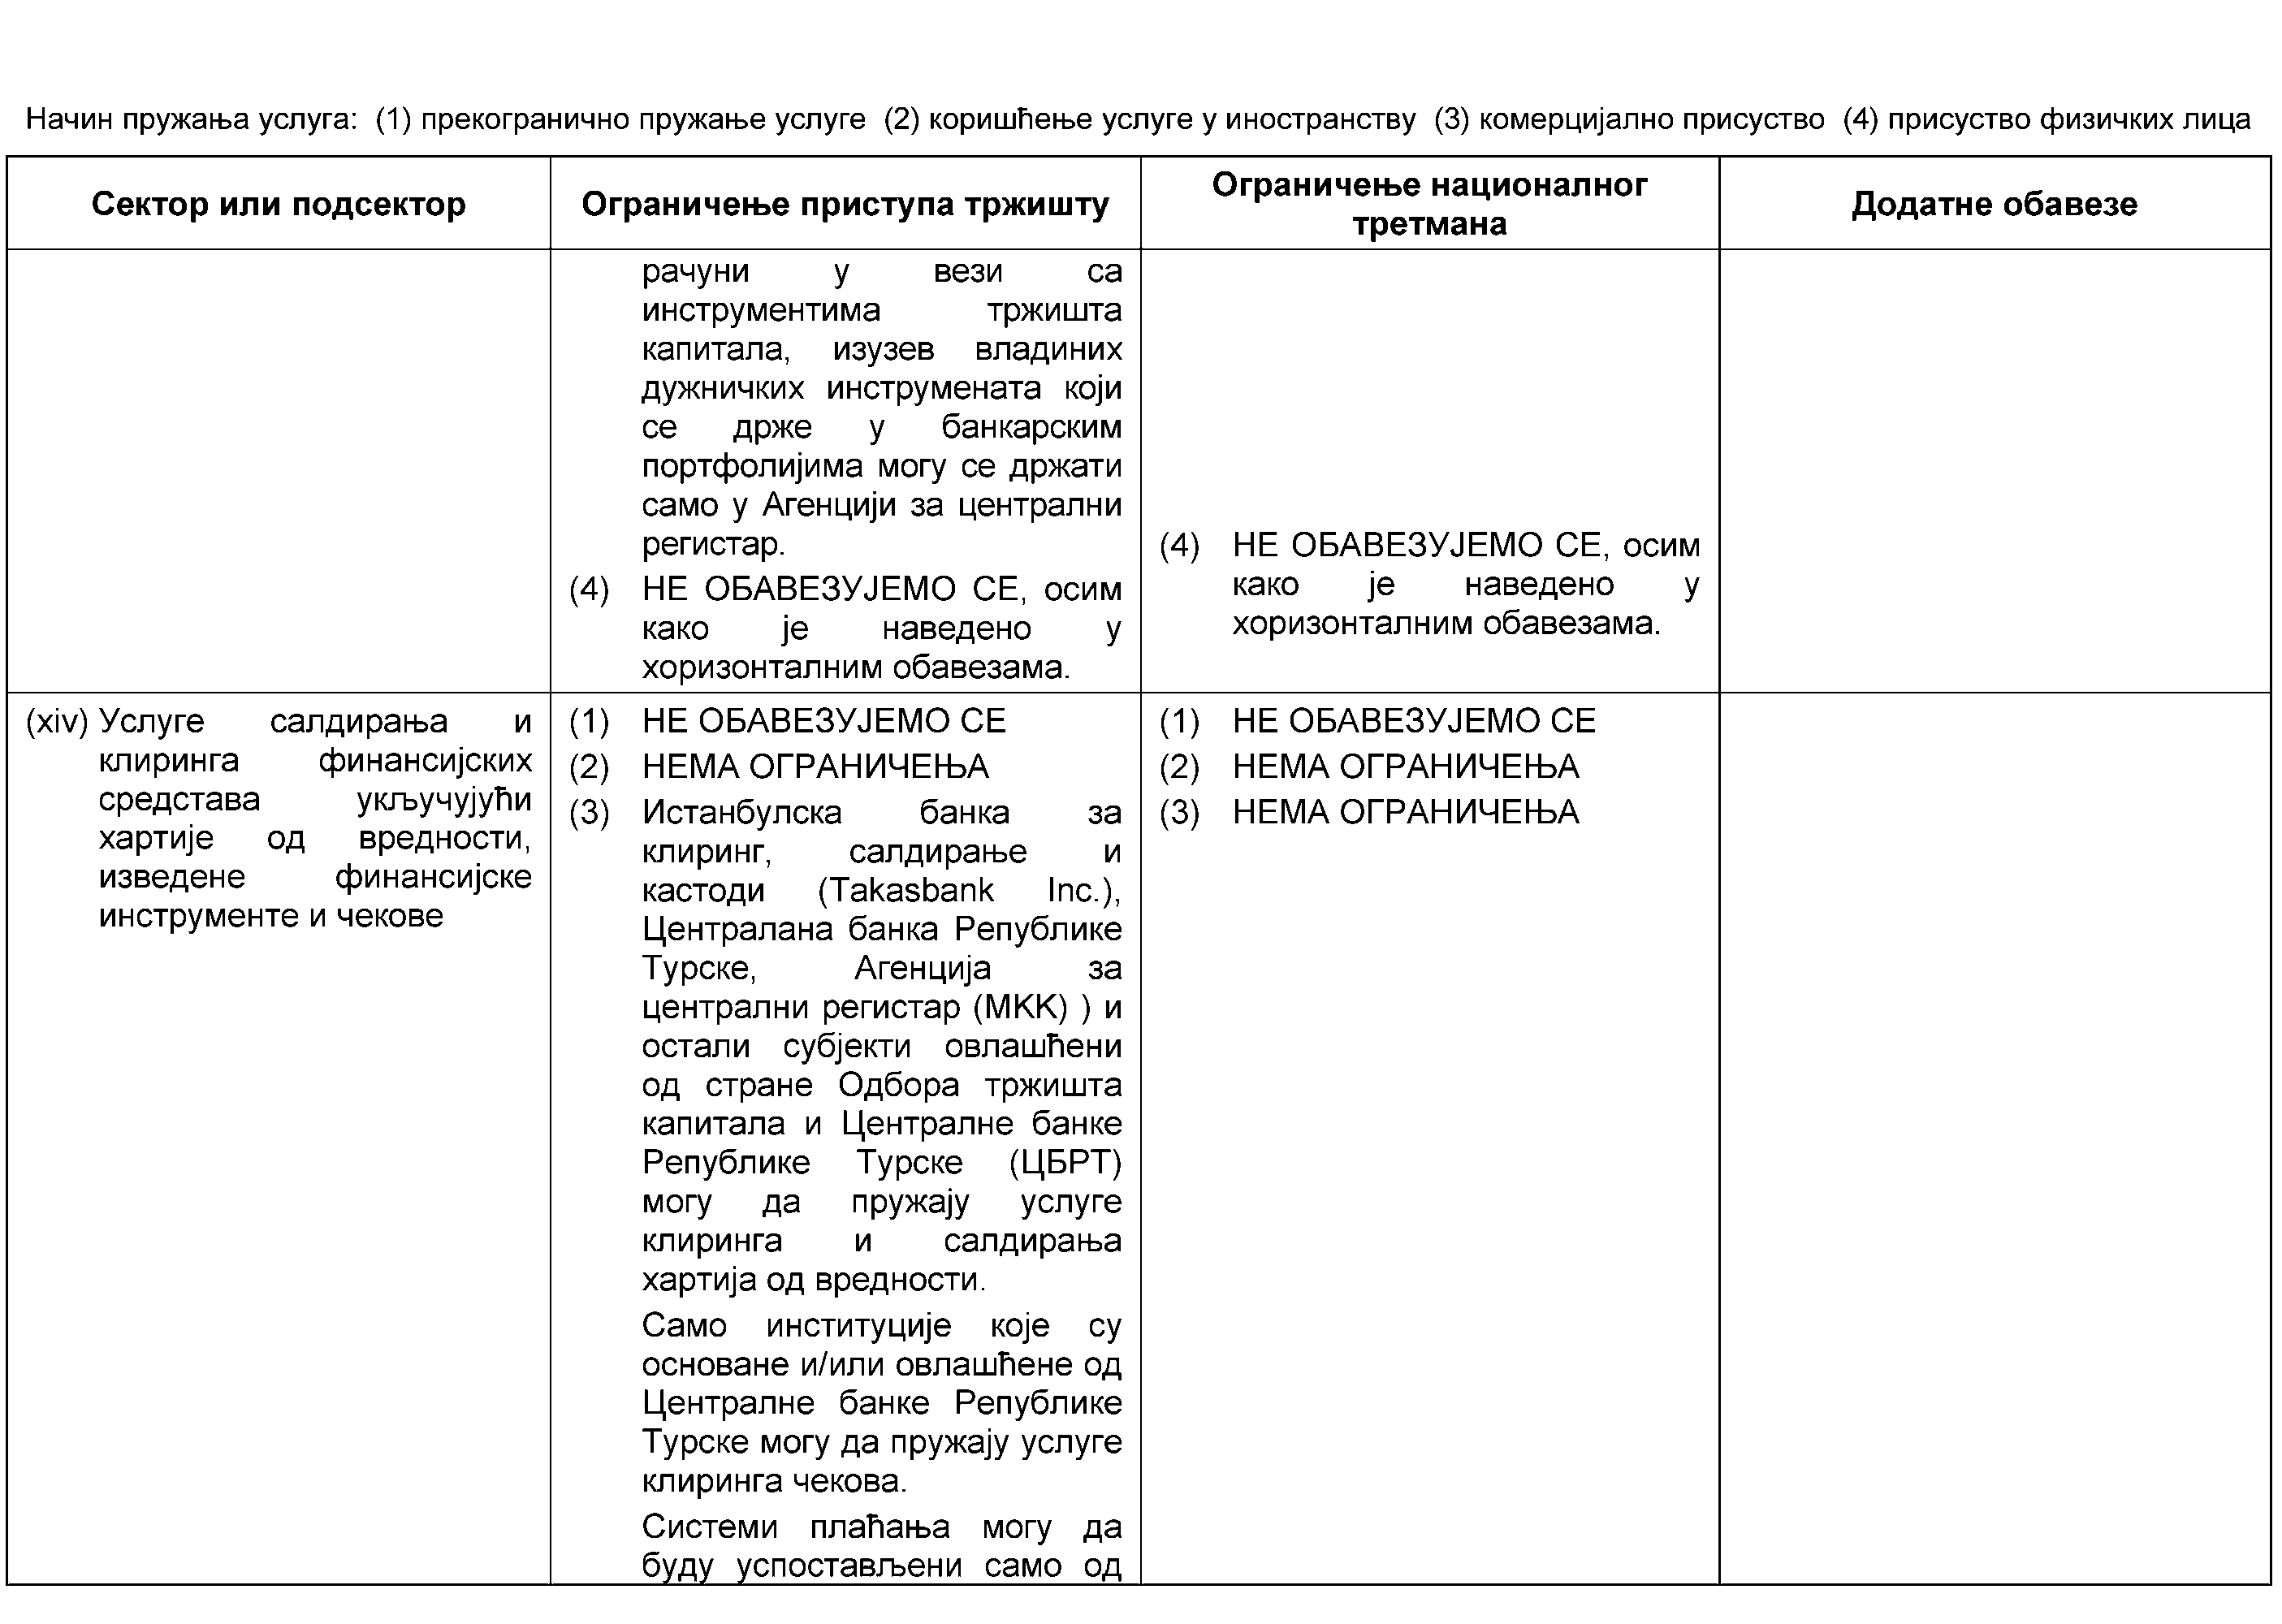 Начин пружања услуга: (1) прекогранично пружање услуге (2) коришћење услуге у иностранству (3) комерцијално присуство (4) присуство физичких лица
Сектор или подсектор
Ограничење приступа тржишту
Ограничење националног
третмана
Додатне обавезе
рачуни у вези са
инструментима тржишта
капитала, изузев владиних
дужничких инструмената који
се држе у банкарским
портфолијима могу се држати
само у Агенцији за централни
регистар.
(4) НЕ ОБАВЕЗУЈЕМО СЕ, осим
како је наведено у
хоризонталним обавезама.
(4) НЕ ОБАВЕЗУЈЕМО СЕ, осим
како је наведено у
хоризонталним обавезама.
(xiv) Услуге салдирања и
клиринга финансијских
средстава укључујући
хартије од вредности,
изведене финансијске
инструменте и чекове
(1) НЕ ОБАВЕЗУЈЕМО СЕ
(2) НЕМА ОГРАНИЧЕЊА
(3) Истанбулска банка за
клиринг, салдирање и
кастоди (Takasbank Inc.),
Централана банка Републике
Турске, Агенција за
централни регистар (МКК) ) и
остали субјекти овлашћени
од стране Одбора тржишта
капитала и Централне банке
Републике Турске (ЦБРТ)
могу да пружају услуге
клиринга и салдирања
хартија од вредности.
Само институције које су
основане и/или овлашћене од
Централне банке Републике
Турске могу да пружају услуге
клиринга чекова.
Системи плаћања могу да
буду успостављени само од
(1) НЕ ОБАВЕЗУЈЕМО СЕ
(2) НЕМА ОГРАНИЧЕЊА
(3) НЕМА ОГРАНИЧЕЊА